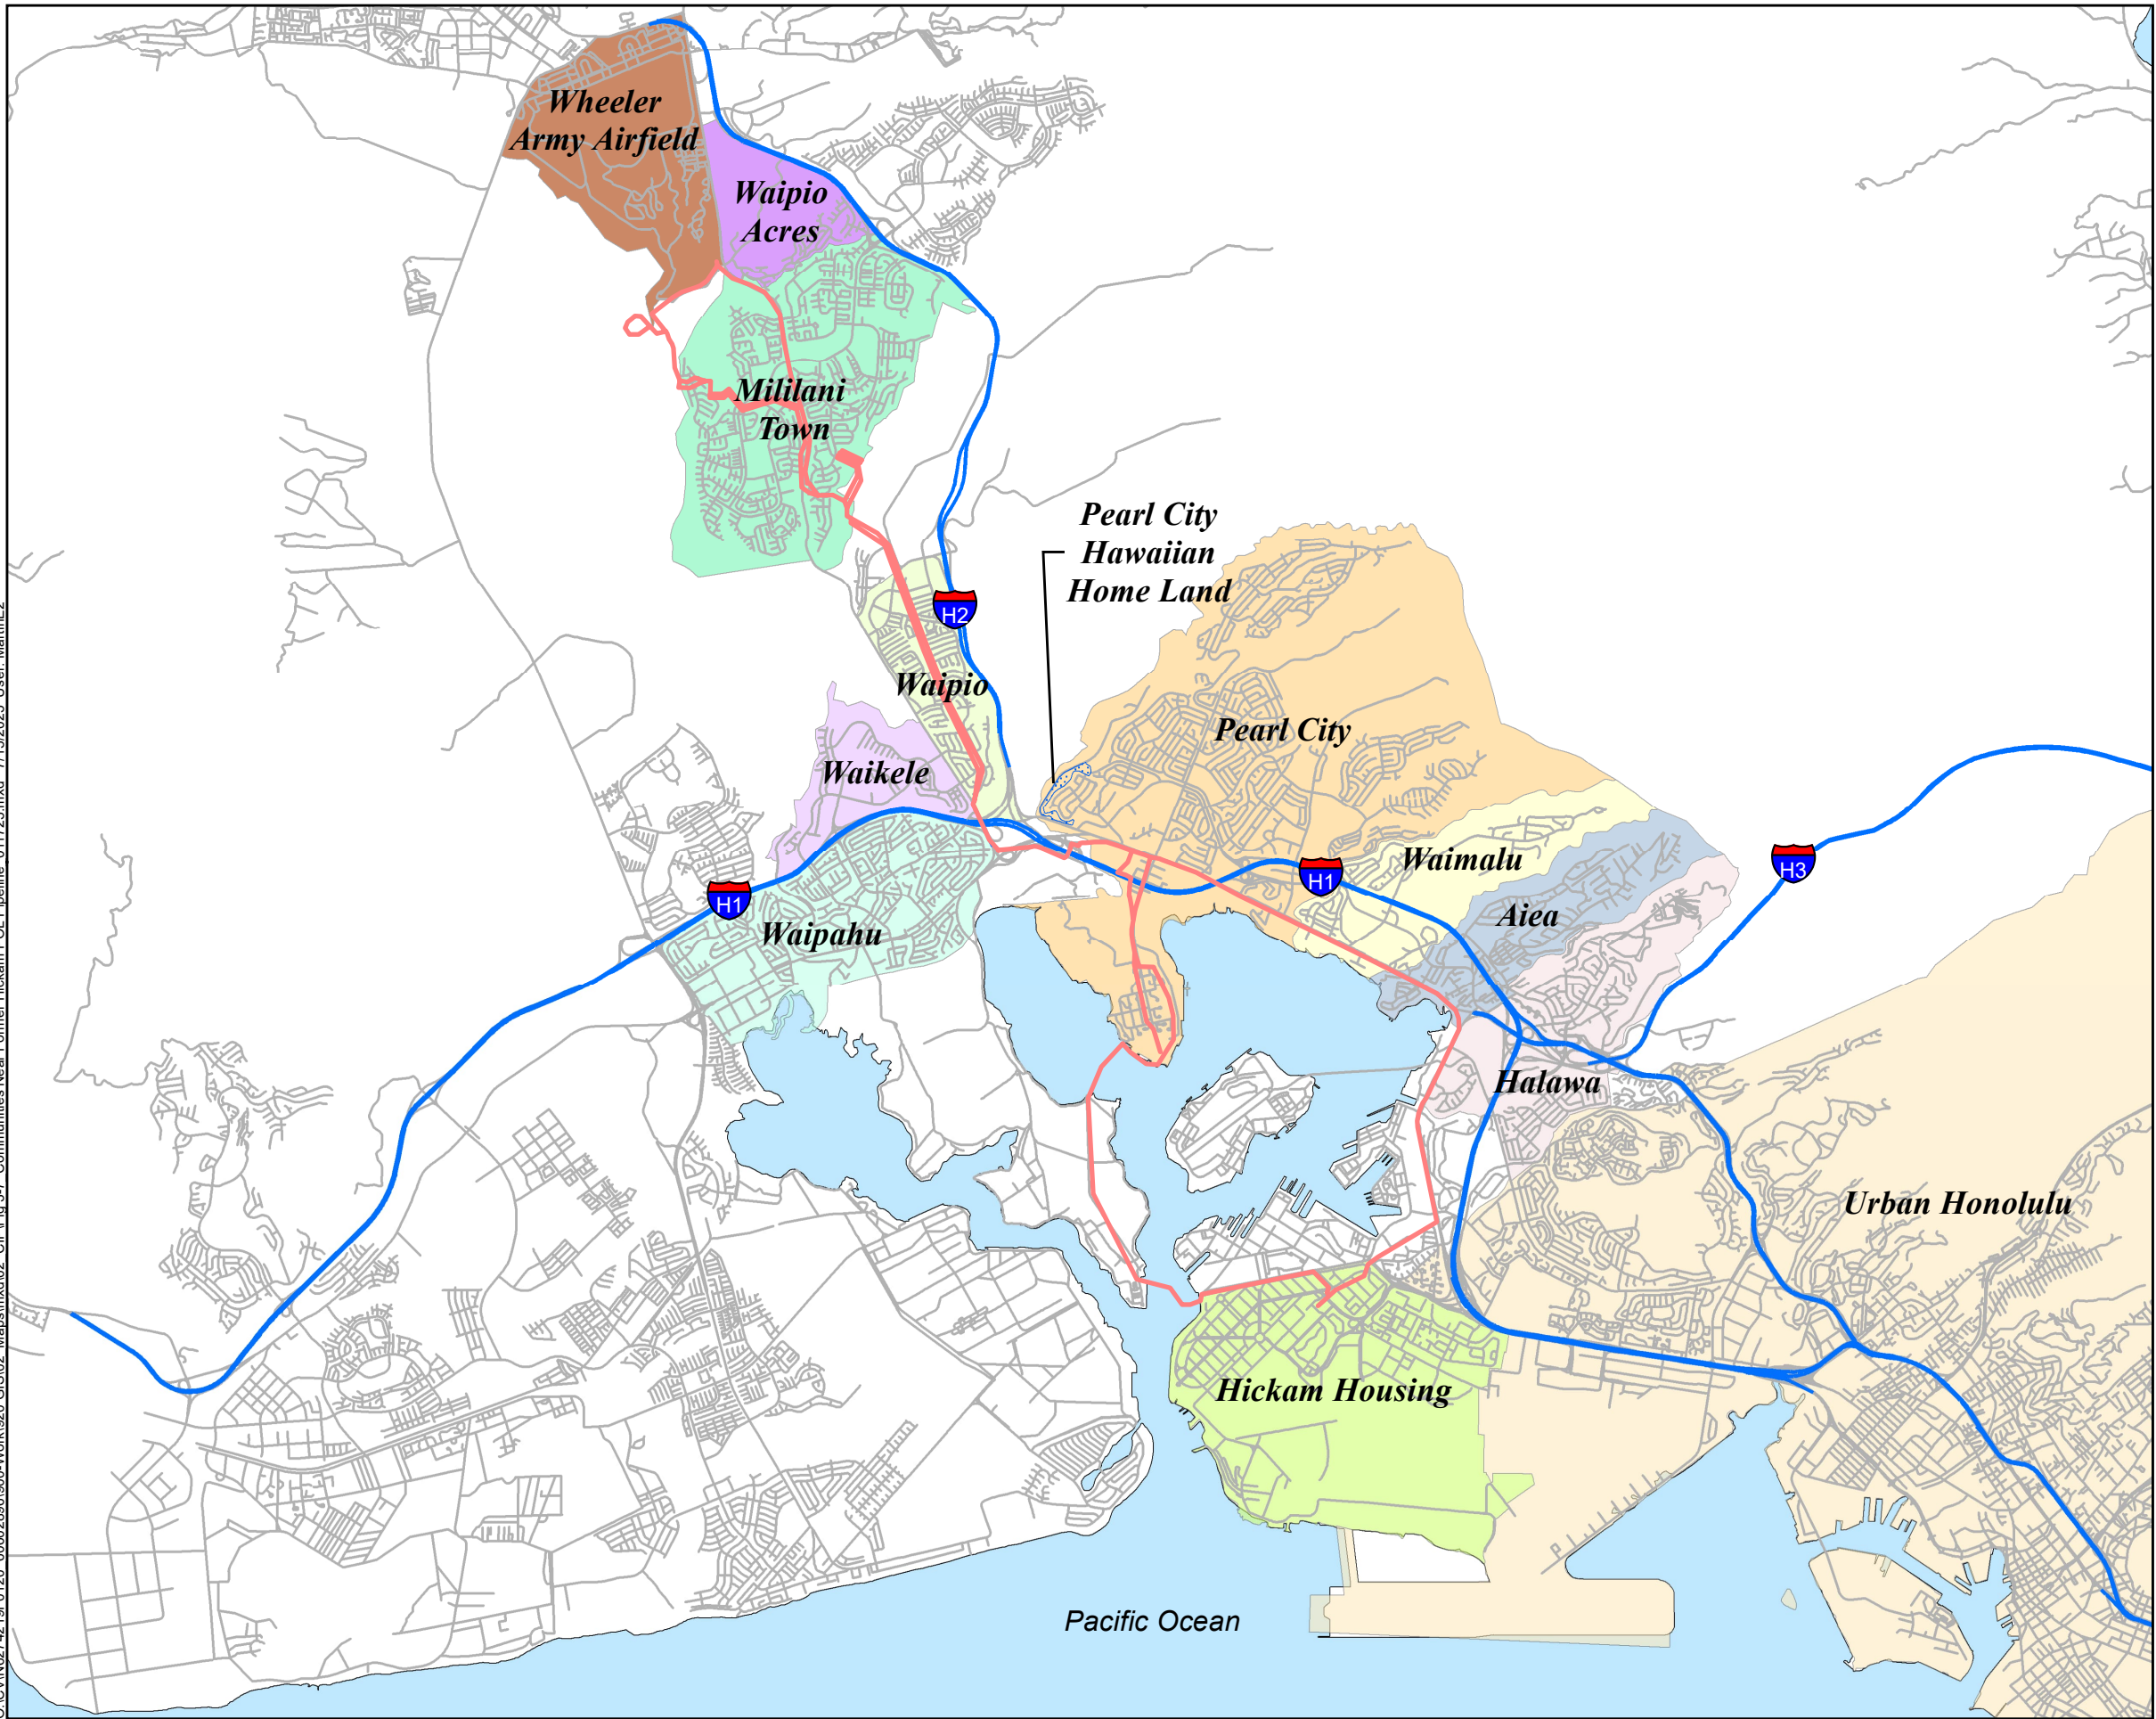 Wheeler
Army Airfield
Waipio
Acres
Mililani
Town
Pearl City
Hawaiian
Home Land
H2
Waipio
Pearl City
Waikele
Waimalu
H1
H3
H1
Aiea
Waipahu
Halawa
Urban Honolulu
Hickam Housing
Pacific Ocean